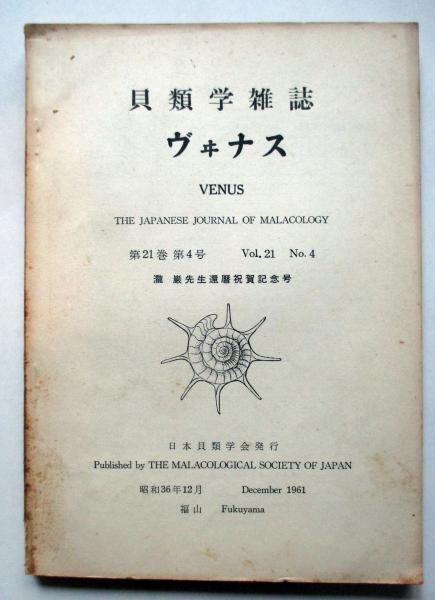 貝類学雑誌
ヴヰナス
VENUS
THE JAPANESE JOURNAL OF MALACOLOGY
第21巻 第4号 Vol. 21 No. 4
瀧 巌先生還暦祝賀記念号
日本貝類学会発行
Published by THE MALACOLOGICAL SOCIETY OF JAPAN
昭和36年12月 December 1961
福山 Fukuyama